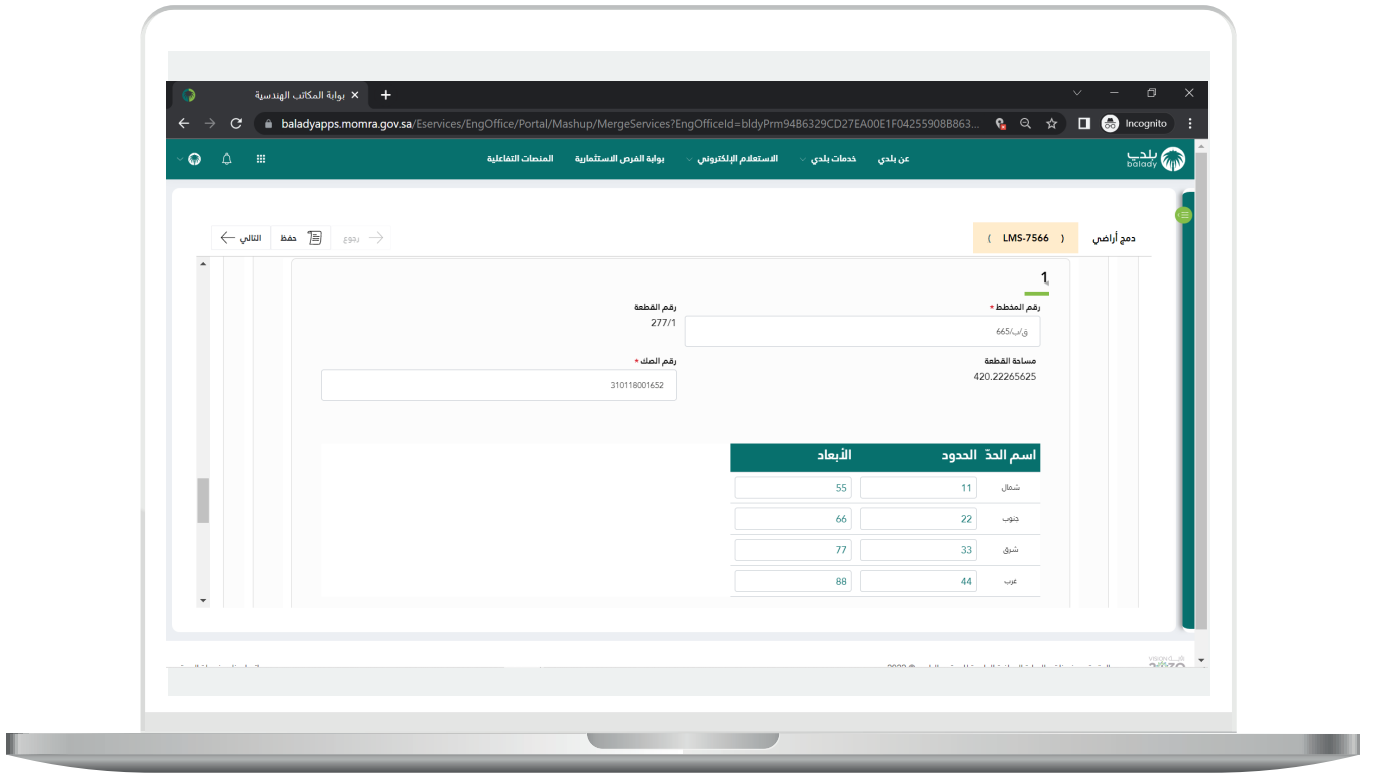 بوابة المكاتب الهندسية
baladyapps.momra.gov.sa/Eservices/EngOffice/Portal/Mashup/MergeServices?EngOfficeId=bldyPrm94B6329CD27EA00E1F04255908B863...
Incognito
بلدي
balady
عن بلدي
خدمات بلدي
الاستعلام الإلكتروني
بوابة الفرص الاستثمارية
المنصات التفاعلية
دمج أراضي
( LMS-7566 )
رجوع
حفظ
التالي
1
رقم المخطط *
رقم القطعة
ق/ب/665
277/1
مساحة القطعة
رقم الصك *
420.22265625
310118001652
اسم الحدّ الحدود الأبعاد
شمال 11 55
جنوب 22 66
شرق 33 77
غرب 44 88